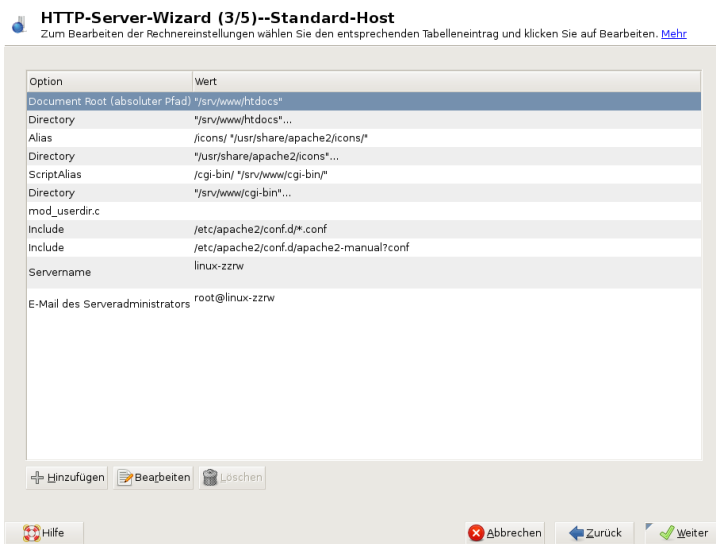 HTTP-Server-Wizard (3/5)--Standard-Host
Zum Bearbeiten der Rechnereinstellungen wählen Sie den entsprechenden Tabelleneintrag und klicken Sie auf Bearbeiten. Mehr
Option Wert
Document Root (absoluter Pfad) "/srv/www/htdocs"
Directory "/srv/www/htdocs"...
Alias /icons/ "/usr/share/apache2/icons/"
Directory "/usr/share/apache2/icons"...
ScriptAlias /cgi-bin/ "/srv/www/cgi-bin/"
Directory "/srv/www/cgi-bin"...
mod_userdir.c
Include /etc/apache2/conf.d/*.conf
Include /etc/apache2/conf.d/apache2-manual?conf
Servername linux-zzrw
E-Mail des Serveradministrators root@linux-zzrw
Hinzufügen Bearbeiten Löschen
Hilfe Abbrechen Zurück Weiter